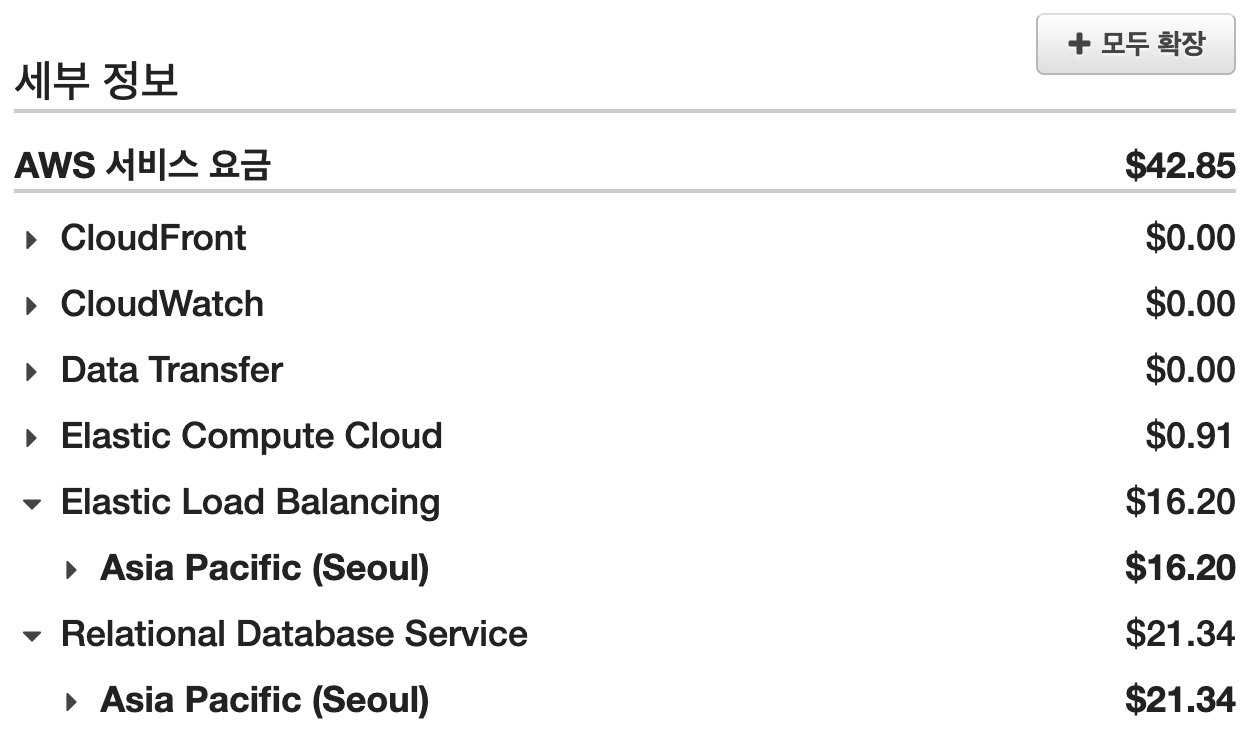 + 모두 확장
세부 정보
AWS 서비스 요금 $42.85
CloudFront $0.00
CloudWatch $0.00
Data Transfer $0.00
Elastic Compute Cloud $0.91
Elastic Load Balancing $16.20
Asia Pacific (Seoul) $16.20
Relational Database Service $21.34
Asia Pacific (Seoul) $21.34